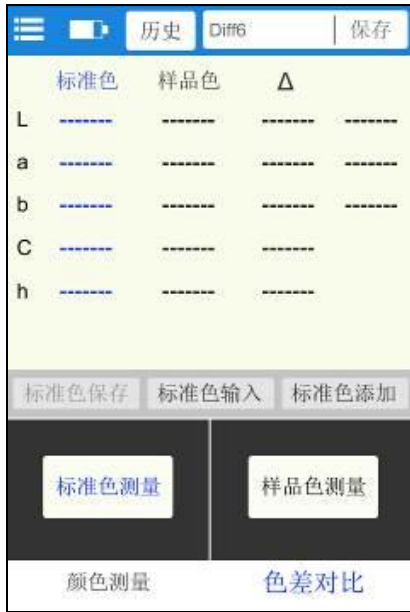 历史 Diff6 保存
标准色 样品色 Δ
L ------- ------- ------- -------
a ------- ------- ------- -------
b ------- ------- ------- -------
C ------- ------- -------
h ------- ------- -------
标准色保存 标准色输入 标准色添加
标准色测量 样品色测量
颜色测量 色差对比